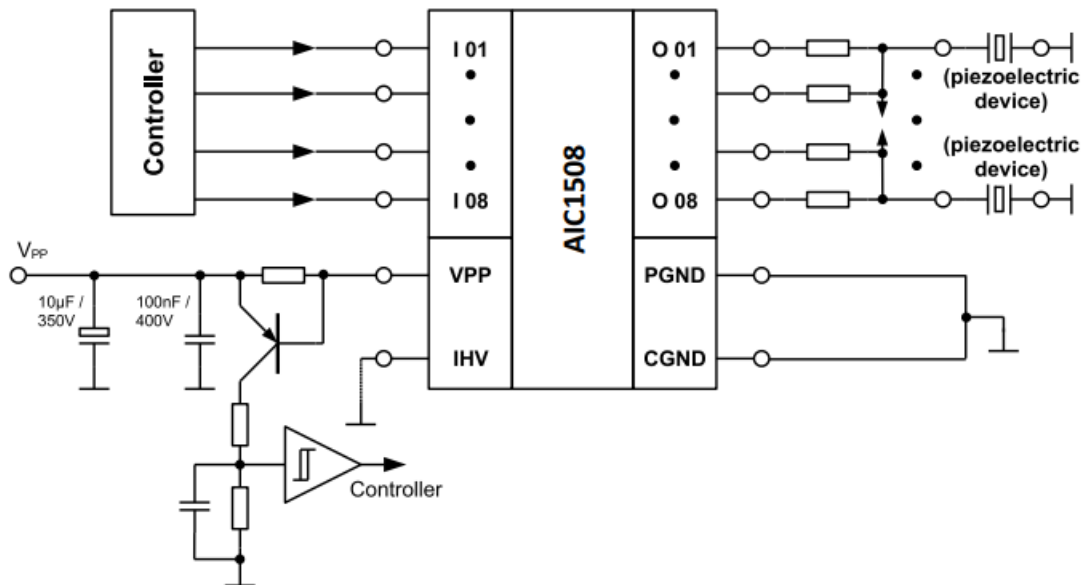 Controller
I 01
I 08
AIC1508
O 01
O 08
(piezoelectric
device)
(piezoelectric
device)
VPP
10µF /
350V
100nF /
400V
VPP
IHV
PGND
CGND
Controller